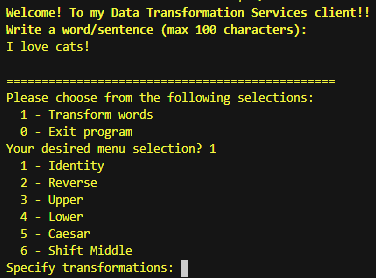 Welcome! To my Data Transformation Services client!!
Write a word/sentence (max 100 characters):
I love cats!
===============================================
Please choose from the following selections:
1 - Transform words
0 - Exit program
Your desired menu selection? 1
1 - Identity
2 - Reverse
3 - Upper
4 - Lower
5 - Caesar
6 - Shift Middle
Specify transformations: